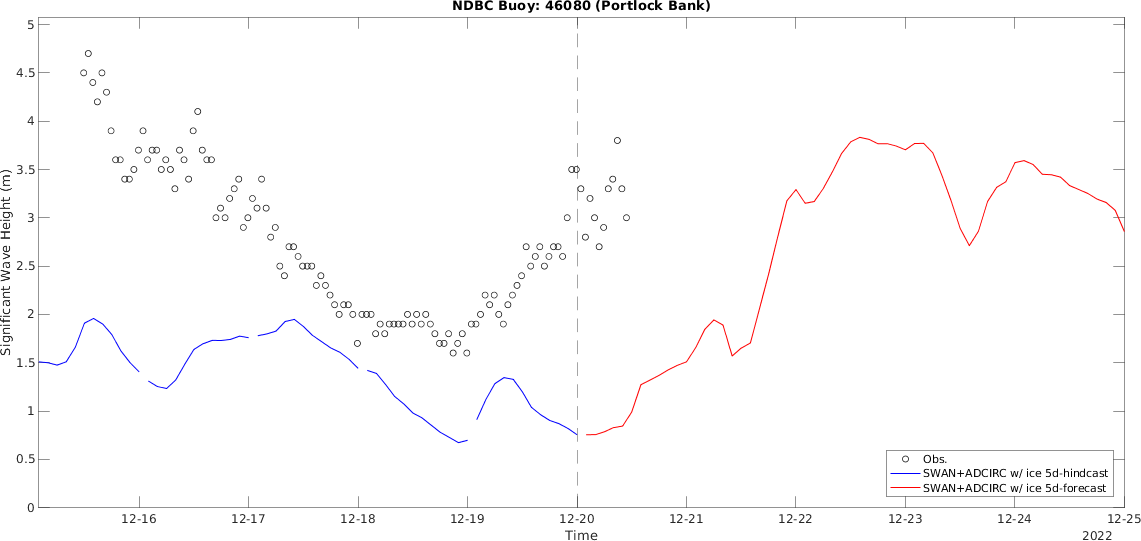 NDBC Buoy: 46080 (Portlock Bank)
5
4.5
4
3.5
3
2.5
2
1.5
1
0.5
0
Significant Wave Height (m)
Obs.
SWAN+ADCIRC w/ ice 5d-hindcast
SWAN+ADCIRC w/ ice 5d-forecast
12-16 12-17 12-18 12-19 12-20 12-21 12-22 12-23 12-24 12-25
Time
2022